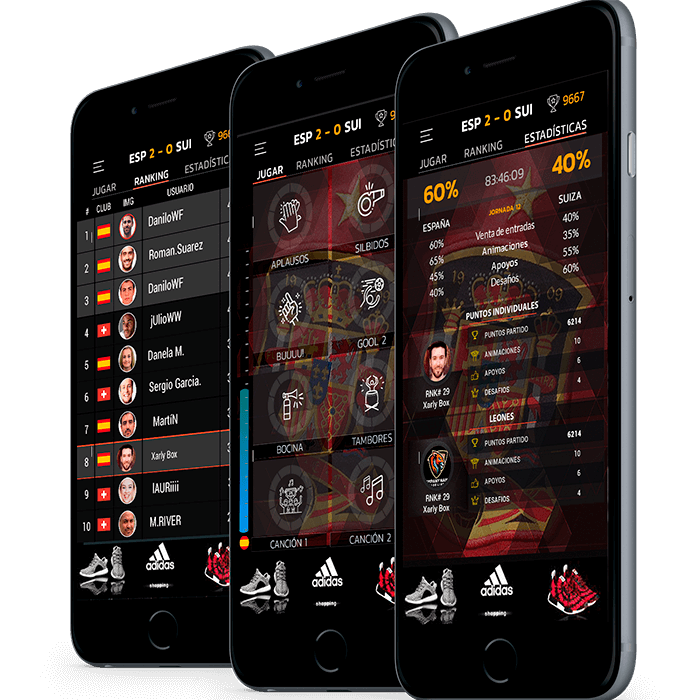 ESP 2 - 0 SUI
JUGAR RANKING ESTADÍSTIC
# CLUB IMG USUARIO
1 DaniloWF
2 Roman.Suarez
3 DaniloWF
4 jUlioWW
5 Danela M.
6 Sergio Garcia.
7 MartiN
8 Xarly Box
9 IAURiiii
10 M.RIVER
adidas
shopping
ESP 2 - 0 SUI
JUGAR RANKING ESTADÍSTIC
APLAUSOS SILBIDOS
BUUUU! GOOL 2
BOCINA TAMBORES
CANCIÓN 1 CANCIÓN 2
adidas
shopping
ESP 2 - 0 SUI 9667
JUGAR RANKING ESTADÍSTICAS
60% 83:46:09 40%
JORNADA 12
ESPAÑA SUIZA
60% Venta de entradas 40%
65% Animaciones 35%
45% Apoyos 55%
40% Desafios 60%
PUNTOS INDIVIDUALES
PUNTOS PARTIDO 6214
ANIMACIONES 10
APOYOS 6
DESAFIOS 4
RNK# 29
Xarly Box
LEONES
PUNTOS PARTIDO 6214
ANIMACIONES 10
APOYOS 6
DESAFIOS 4
RNK# 29
Xarly Box
adidas
shopping